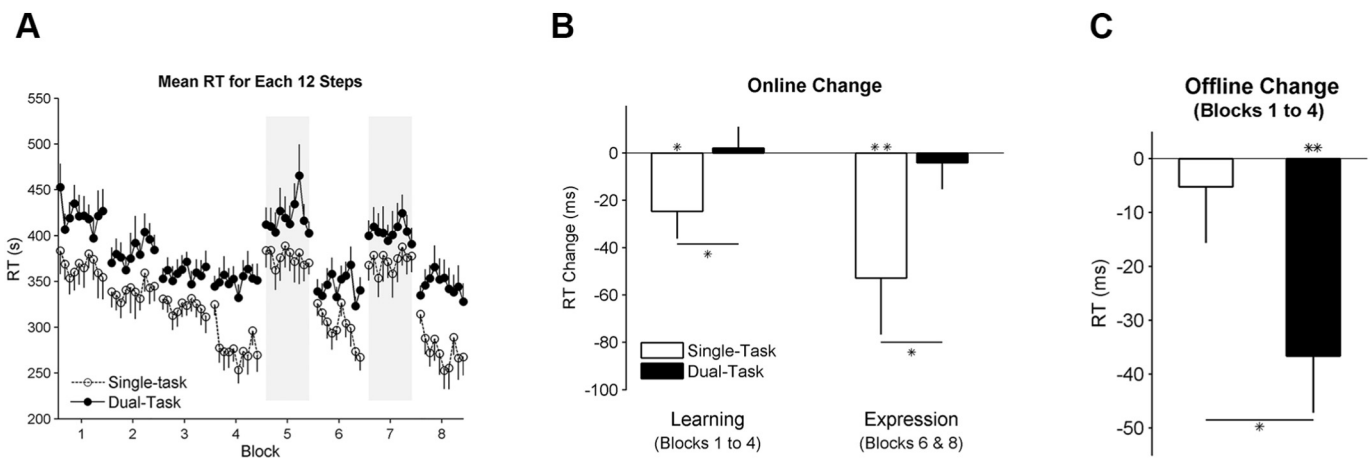 A
Mean RT for Each 12 Steps
550
500
450
400
350
300
250
200
RT (s)
Single-task
Dual-Task
1 2 3 4 5 6 7 8
Block
B
Online Change
0
-20
-40
-60
-80
-100
RT Change (ms)
*
**
*
*
Single-Task
Dual-Task
Learning
(Blocks 1 to 4)
Expression
(Blocks 6 & 8)
C
Offline Change
(Blocks 1 to 4)
0
-10
-20
-30
-40
-50
RT (ms)
**
*